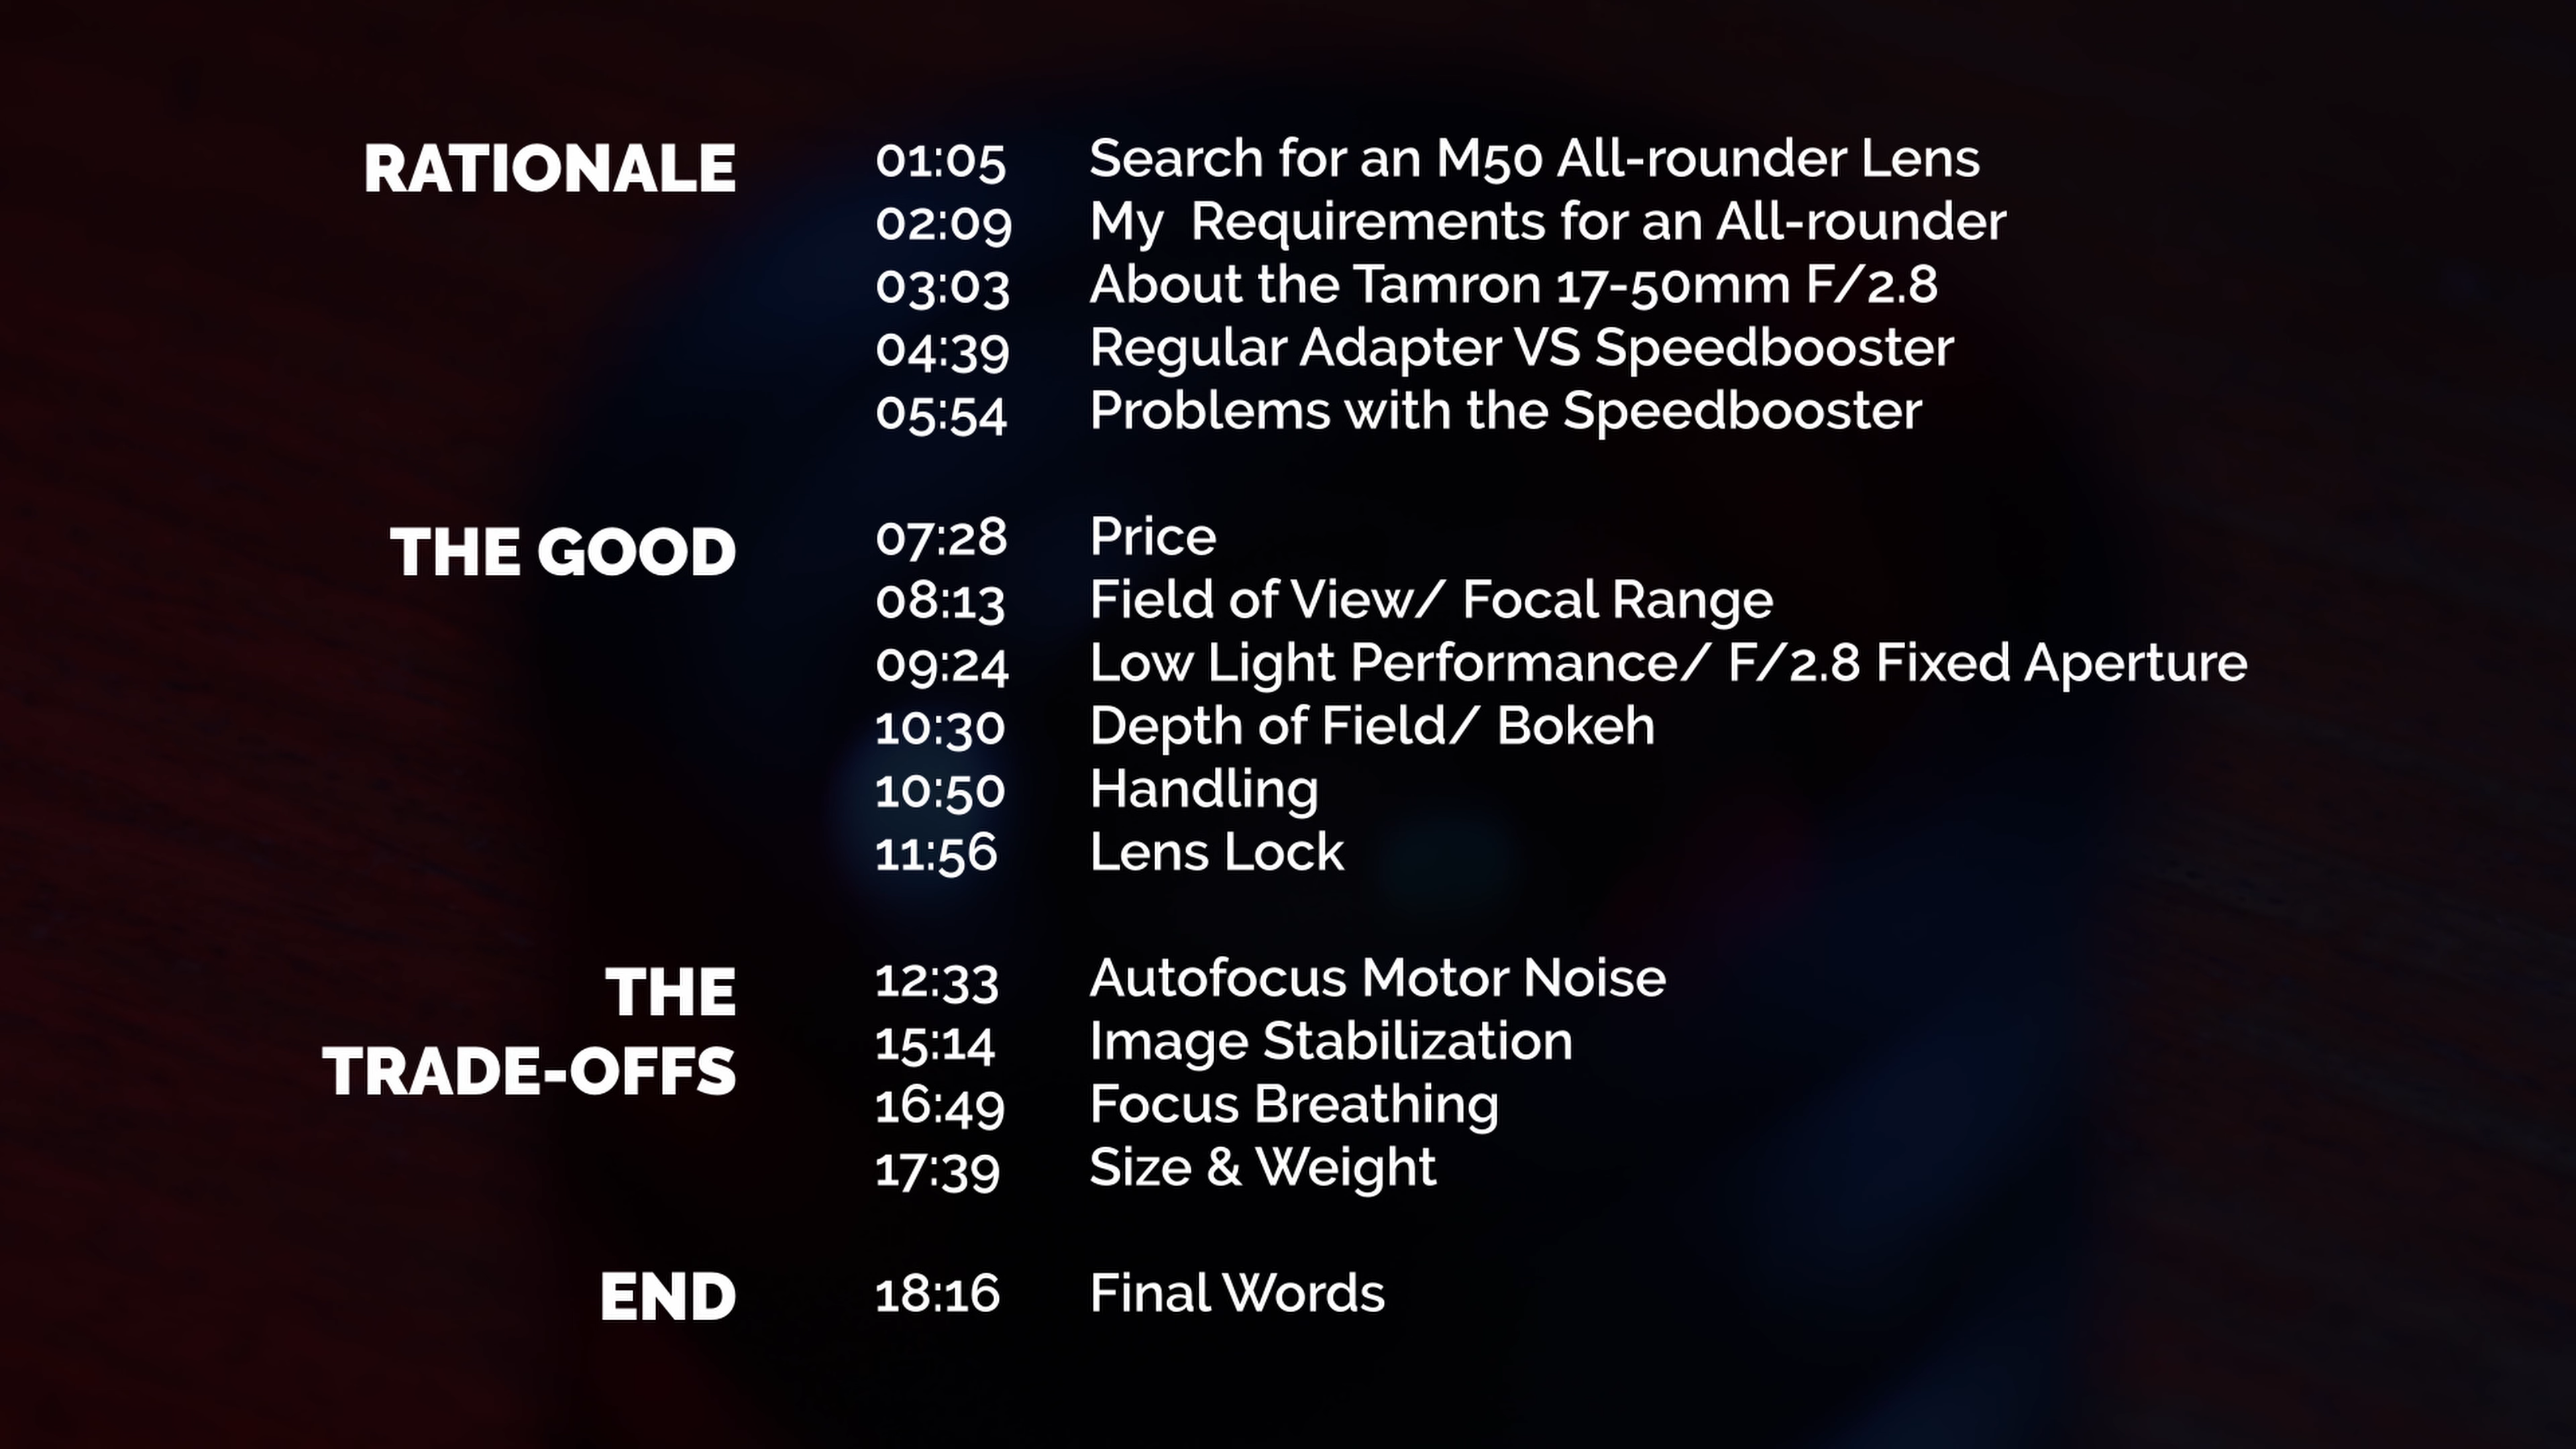 RATIONALE 01:05 Search for an M50 All-rounder Lens
02:09 My Requirements for an All-rounder
03:03 About the Tamron 17-50mm F/2.8
04:39 Regular Adapter VS Speedbooster
05:54 Problems with the Speedbooster
THE GOOD 07:28 Price
08:13 Field of View/ Focal Range
09:24 Low Light Performance/ F/2.8 Fixed Aperture
10:30 Depth of Field/ Bokeh
10:50 Handling
11:56 Lens Lock
THE 12:33 Autofocus Motor Noise
TRADE-OFFS 15:14 Image Stabilization
16:49 Focus Breathing
17:39 Size & Weight
END 18:16 Final Words